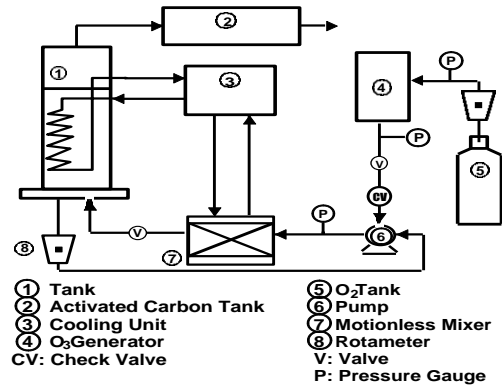 2
P
1
3
4
P
V
5
CV
P
V
6
7
8
1 Tank
2 Activated Carbon Tank
3 Cooling Unit
4 O3Generator
CV: Check Valve
5 O2Tank
6 Pump
7 Motionless Mixer
8 Rotameter
V: Valve
P: Pressure Gauge